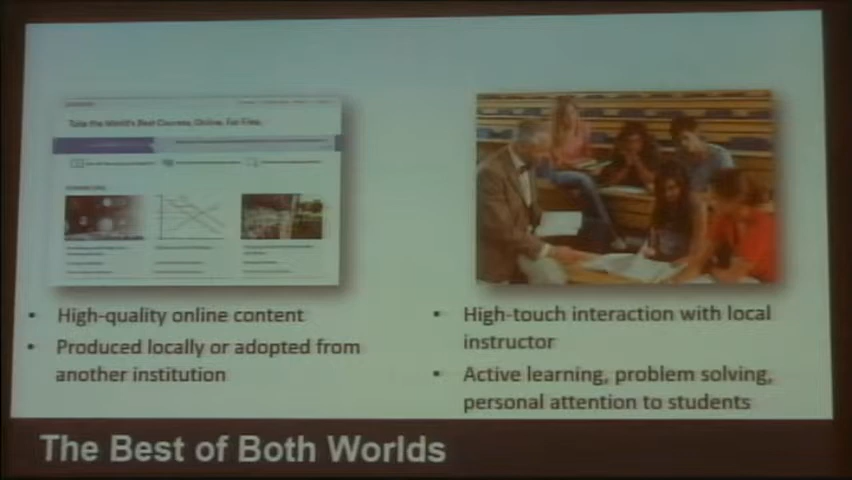 Take the World's Best Courses, Online, For Free.
• High-quality online content
• Produced locally or adopted from
another institution
• High-touch interaction with local
instructor
• Active learning, problem solving,
personal attention to students
The Best of Both Worlds